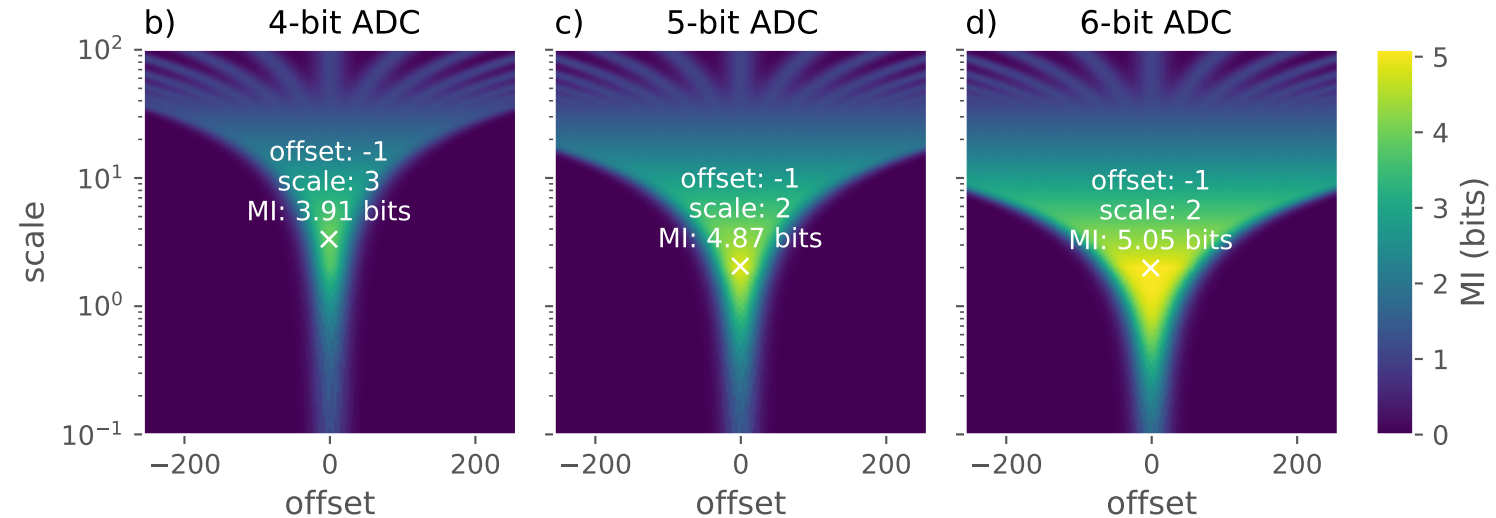 b) 4-bit ADC
c) 5-bit ADC
d) 6-bit ADC
10²
10¹
10⁰
10⁻¹
scale
offset: -1
scale: 3
MI: 3.91 bits
offset: -1
scale: 2
MI: 4.87 bits
offset: -1
scale: 2
MI: 5.05 bits
−200 0 200
−200 0 200
−200 0 200
offset
offset
offset
5
4
3
2
1
0
MI (bits)